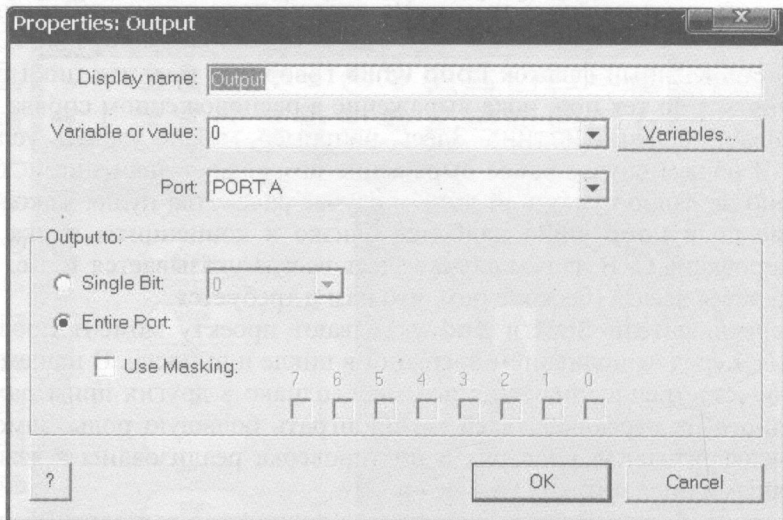 Properties: Output
x
Display name: Output
Variable or value: 0
Variables...
Port: PORT A
Output to:
Single Bit: 0
Entire Port
Use Masking:
7 6 5 4 3 2 1 0
? OK Cancel